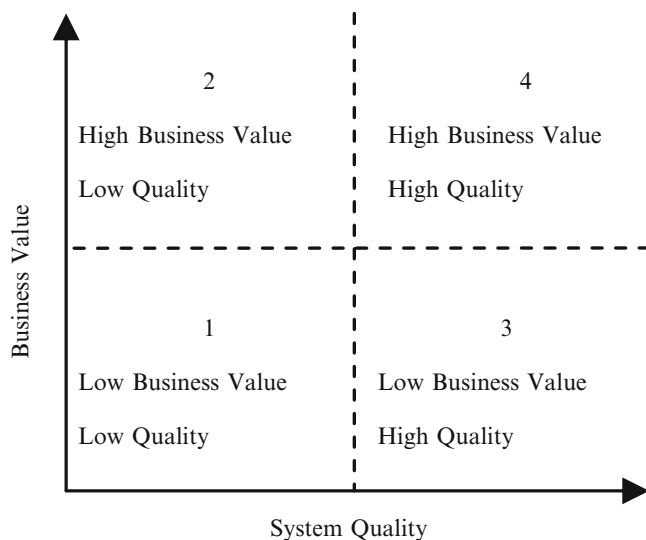 2
High Business Value
Low Quality
4
High Business Value
High Quality
Business Value
1
Low Business Value
Low Quality
3
Low Business Value
High Quality
System Quality